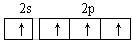 2s 2p
↑ ↑ ↑ ↑